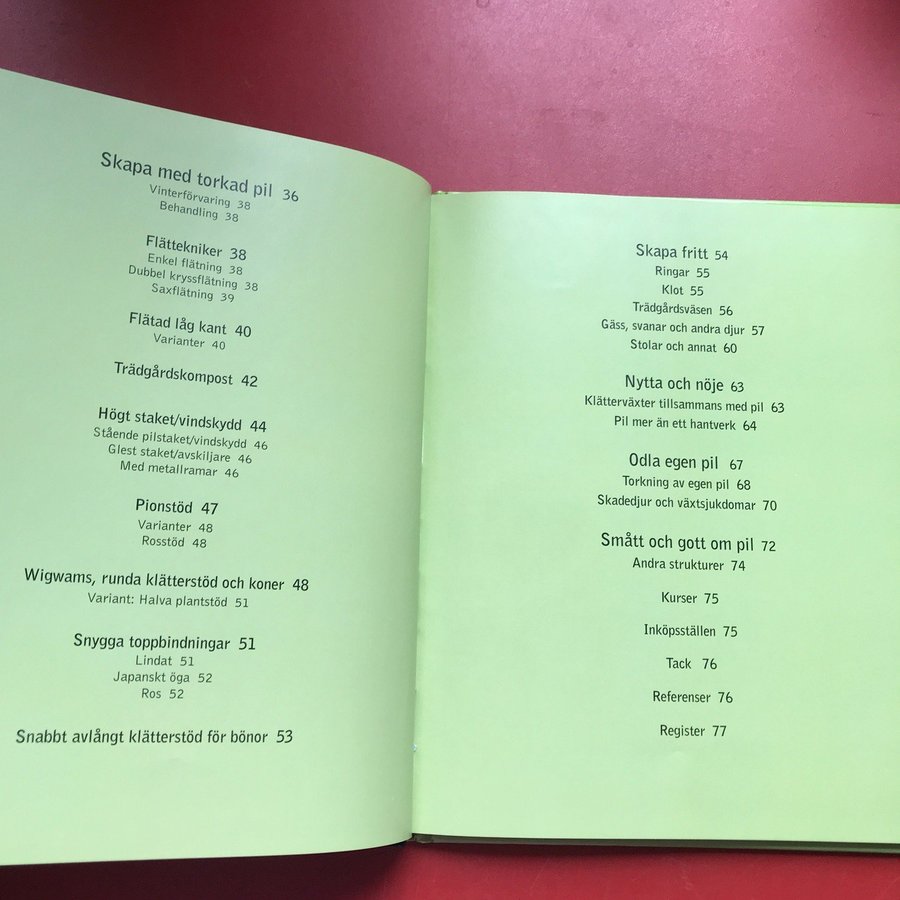 Skapa med torkad pil 36
Vinterförvaring 38
Behandling 38
Flättekniker 38
Enkel flätning 38
Dubbel kryssflätning 38
Saxflätning 39
Flätad låg kant 40
Varianter 40
Trädgårdskompost 42
Högt staket/vindskydd 44
Stående pilstaket/vindskydd 46
Glest staket/avskiljare 46
Med metallramar 46
Pionstöd 47
Varianter 48
Rosstöd 48
Wigwams, runda klätterstöd och koner 48
Variant: Halva plantstöd 51
Snygga toppbindningar 51
Lindat 51
Japanskt öga 52
Ros 52
Snabbt avlångt klätterstöd för bönor 53
Skapa fritt 54
Ringar 55
Klot 55
Trädgårdsväsen 56
Gäss, svanar och andra djur 57
Stolar och annat 60
Nytta och nöje 63
Klätterväxter tillsammans med pil 63
Pil mer än ett hantverk 64
Odla egen pil 67
Torkning av egen pil 68
Skadedjur och växtsjukdomar 70
Smått och gott om pil 72
Andra strukturer 74
Kurser 75
Inköpsställen 75
Tack 76
Referenser 76
Register 77